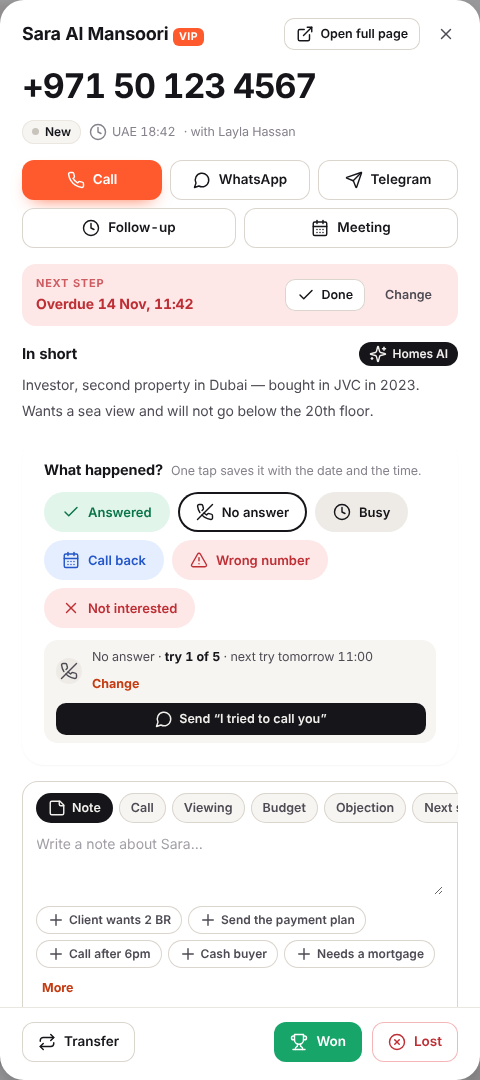 Sara Al Mansoori VIP Open full page
+971 50 123 4567
New UAE 18:42 · with Layla Hassan
Call WhatsApp Telegram
Follow-up Meeting
NEXT STEP
Overdue 14 Nov, 11:42 Done Change
In short Homes AI
Investor, second property in Dubai — bought in JVC in 2023.
Wants a sea view and will not go below the 20th floor.
What happened? One tap saves it with the date and the time.
Answered No answer Busy
Call back Wrong number
Not interested
No answer · try 1 of 5 · next try tomorrow 11:00
Change
Send “I tried to call you”
Note Call Viewing Budget Objection Next
Write a note about Sara...
Client wants 2 BR Send the payment plan
Call after 6pm Cash buyer Needs a mortgage
More
Transfer Won Lost